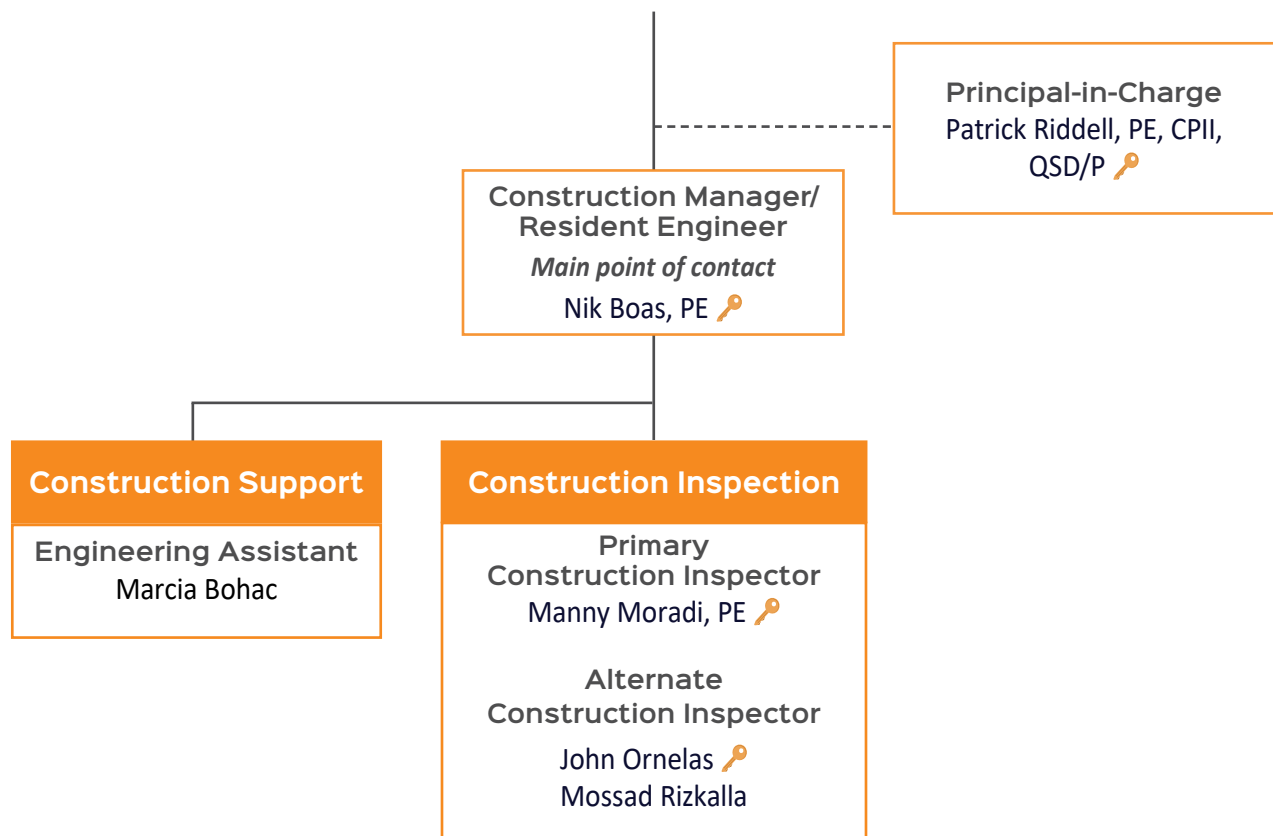 Principal-in-Charge
Patrick Riddell, PE, CPII,
QSD/P
Construction Manager/
Resident Engineer
Main point of contact
Nik Boas, PE
Construction Support
Engineering Assistant
Marcia Bohac
Construction Inspection
Primary
Construction Inspector
Manny Moradi, PE
Alternate
Construction Inspector
John Ornelas
Mossad Rizkalla